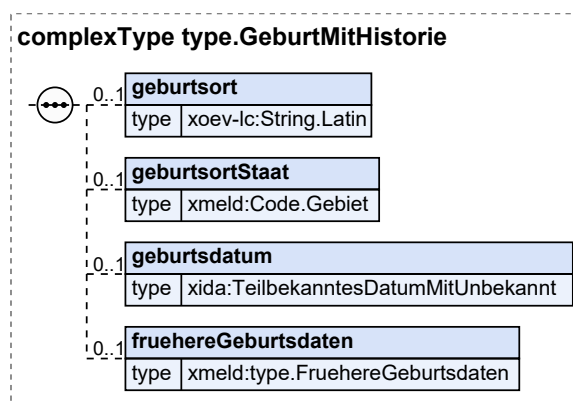 complexType type.GeburtMitHistorie
0..1 geburtsort
type xoev-lc:String.Latin
0..1 geburtsortStaat
type xmeld:Code.Gebiet
0..1 geburtsdatum
type xida:TeilbekanntesDatumMitUnbekannt
0..1 fruehereGeburtsdaten
type xmeld:type.FruehereGeburtsdaten